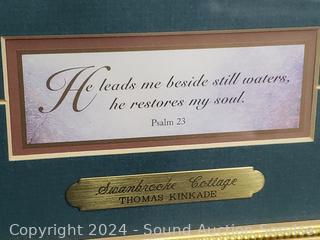 He leads me beside still waters,
he restores my soul.
Psalm 23
Swanbrooke Cottage
THOMAS KINKADE
Copyright © 2024 - Sound Auction Service